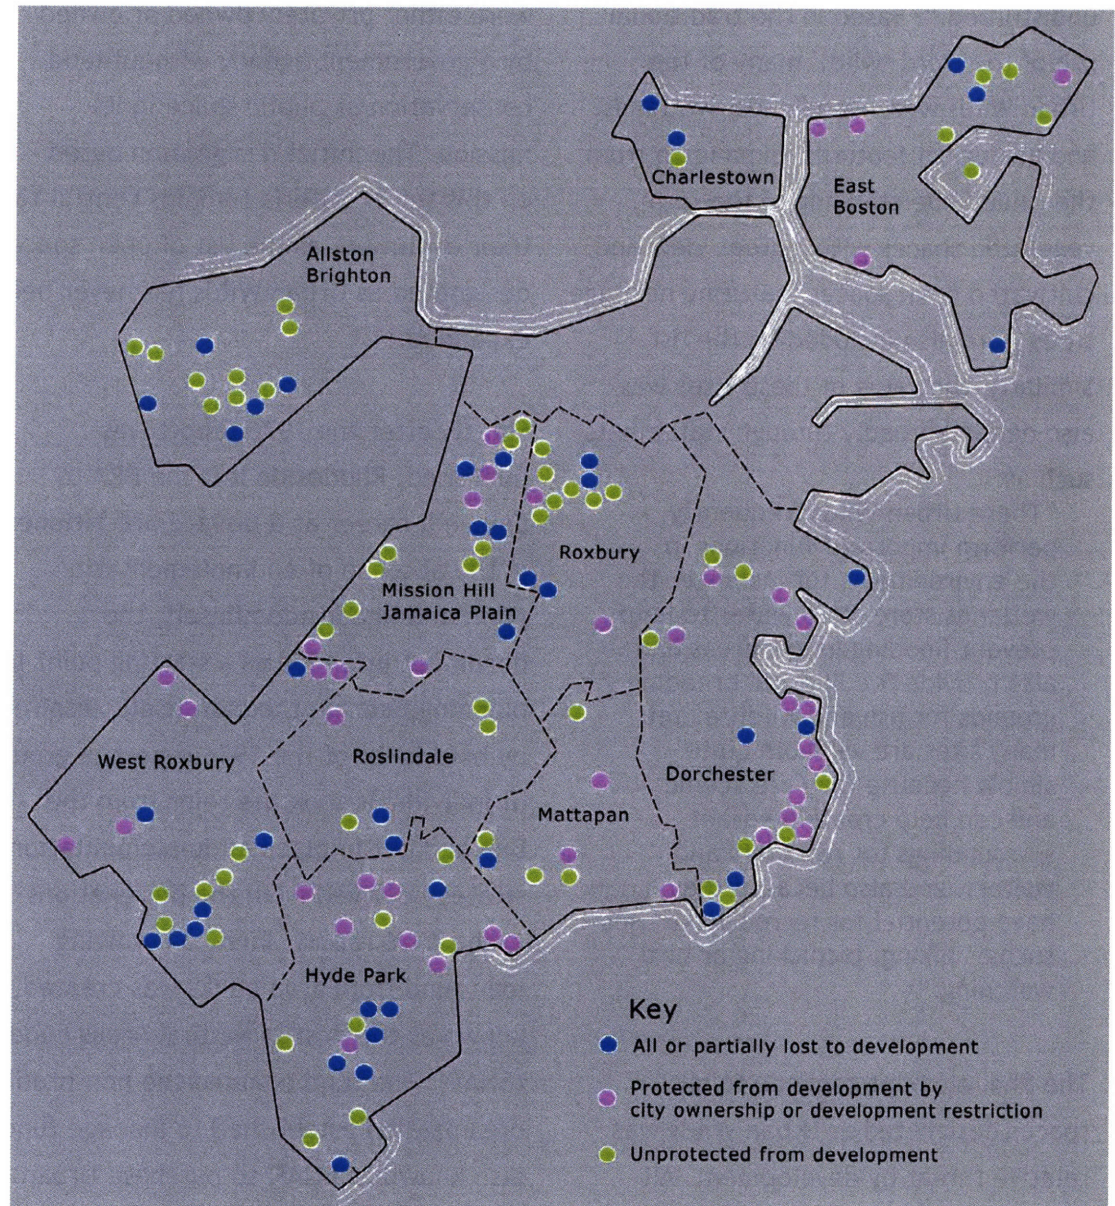 Charlestown
East
Boston
Allston
Brighton
Roxbury
Mission Hill
Jamaica Plain
West Roxbury
Roslindale
Dorchester
Mattapan
Hyde Park
Key
All or partially lost to development
Protected from development by
city ownership or development restriction
Unprotected from development